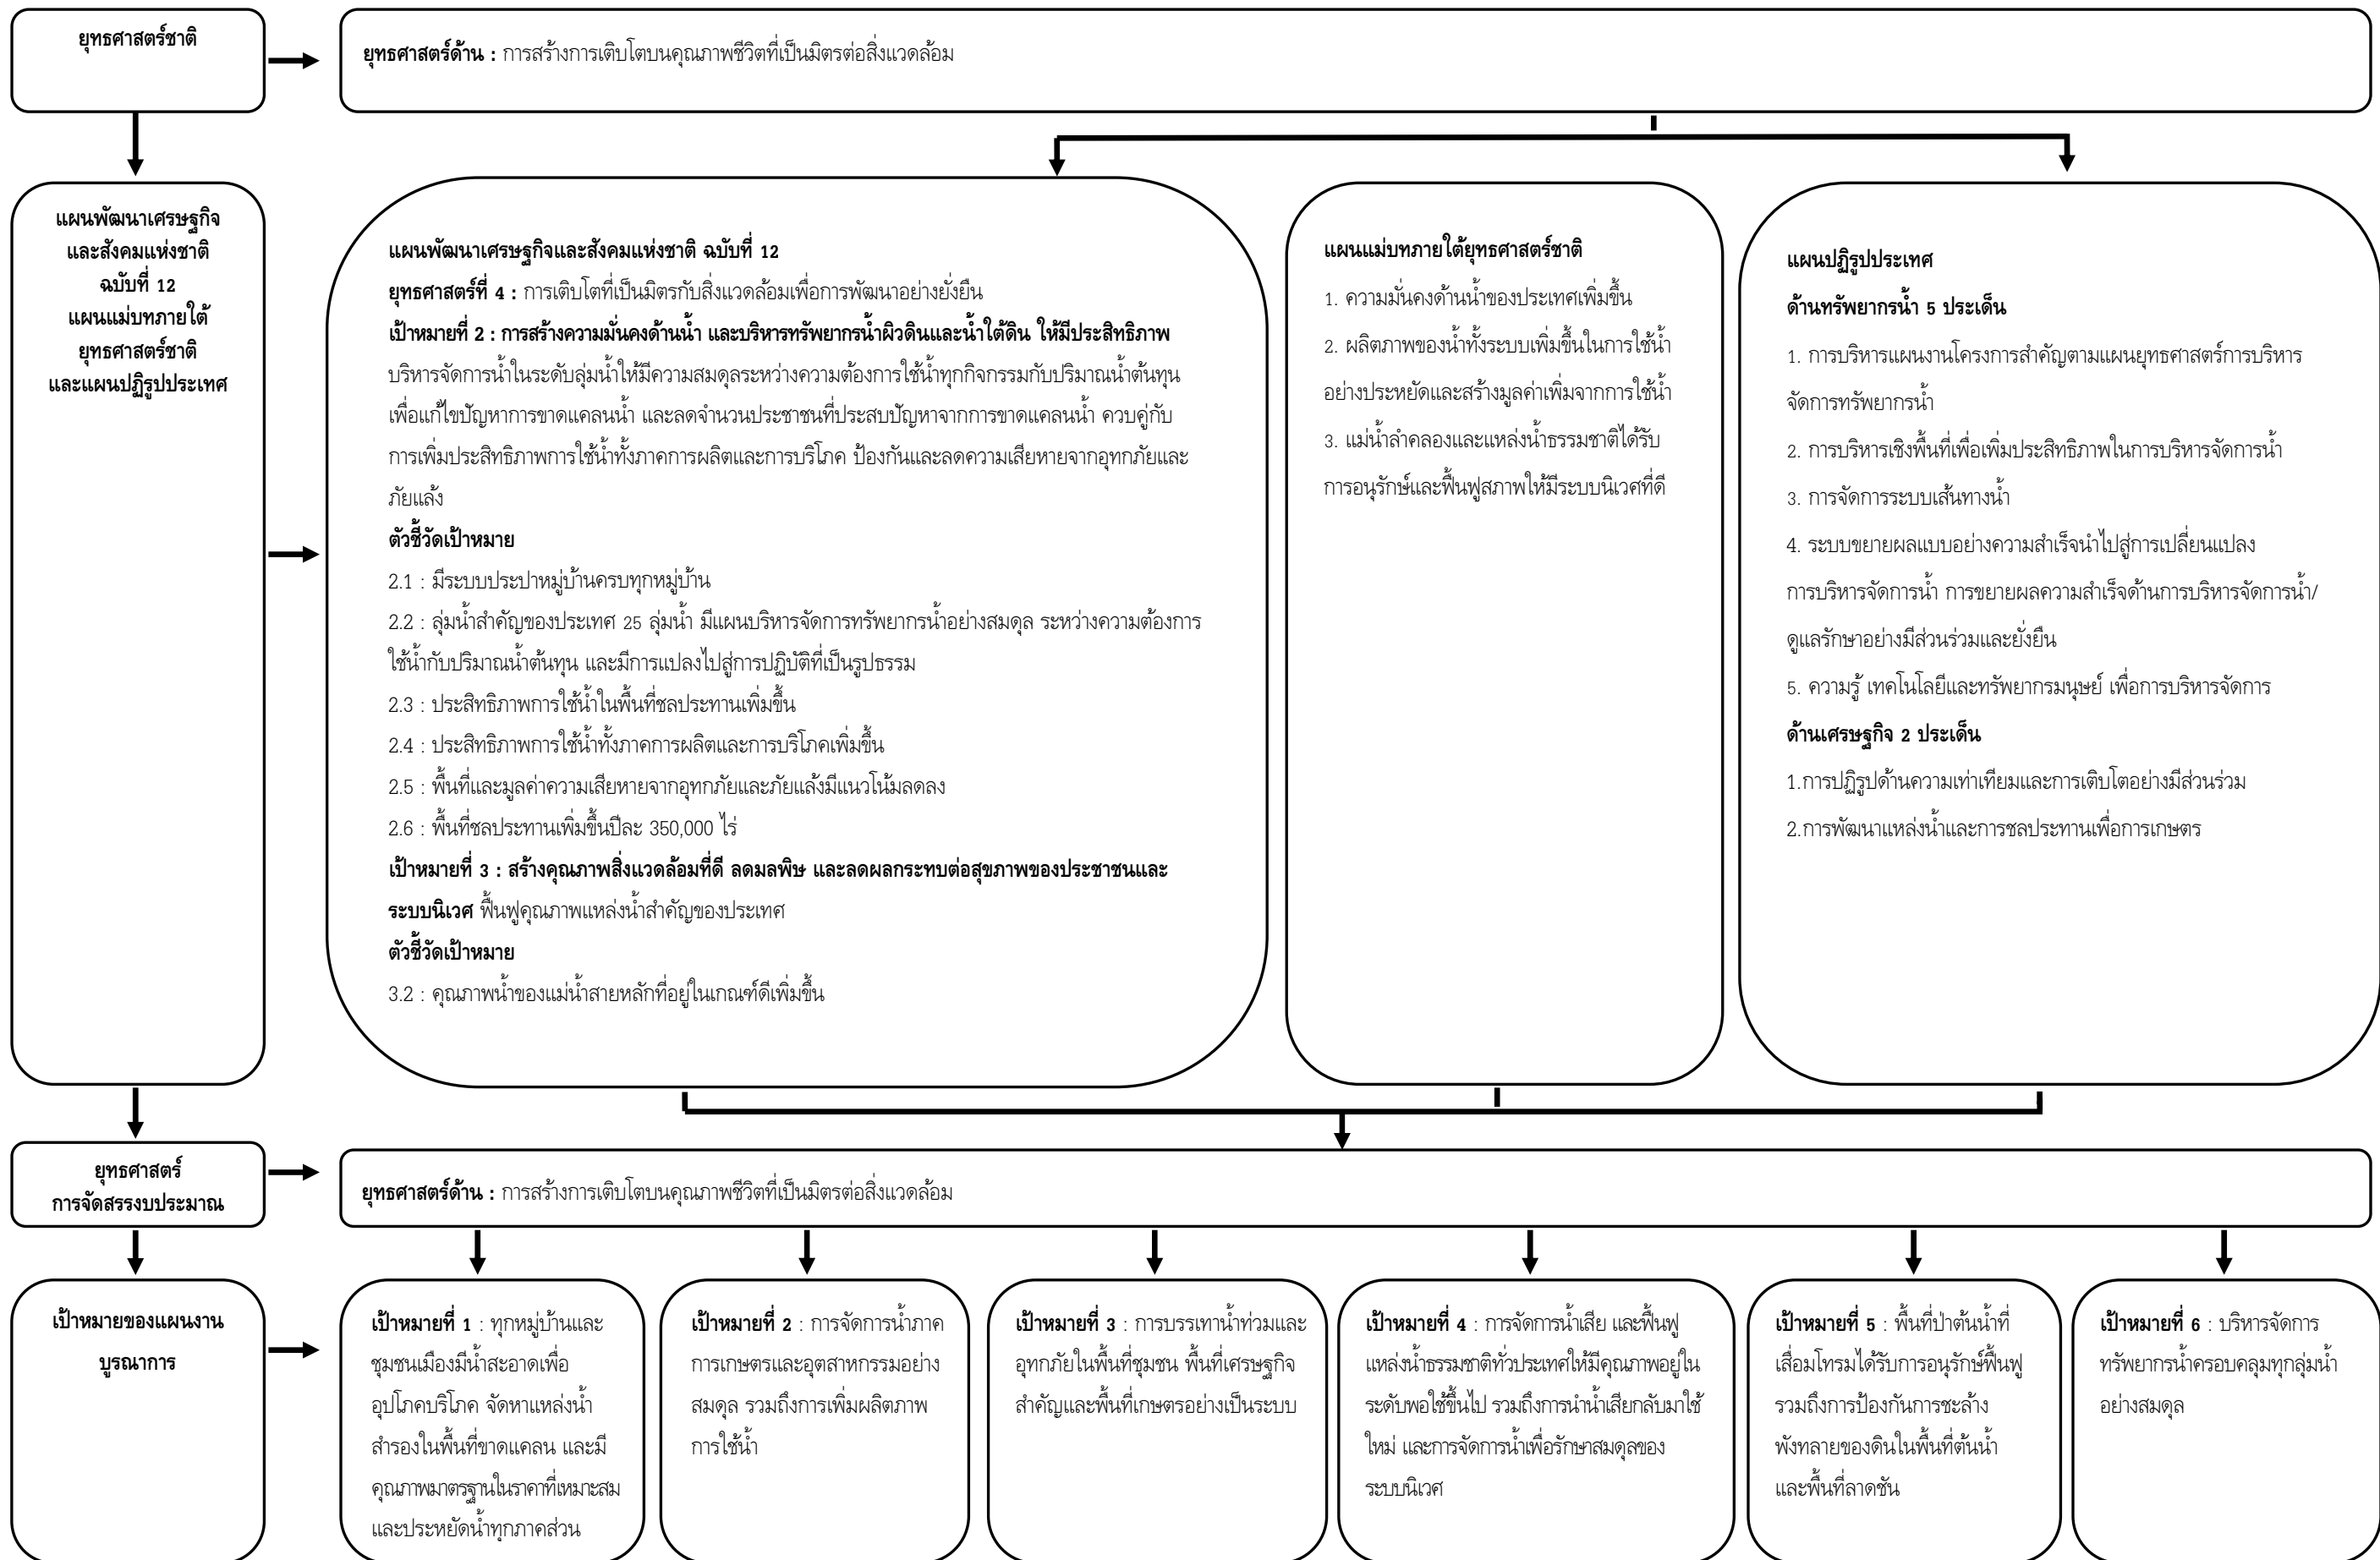 ยุทธศาสตร์ชาติ
ยุทธศาสตร์ด้าน : การสร้างการเติบโตบนคุณภาพชีวิตที่เป็นมิตรต่อสิ่งแวดล้อม
แผนพัฒนาเศรษฐกิจ
และสังคมแห่งชาติ
ฉบับที่ 12
แผนแม่บทภายใต้
ยุทธศาสตร์ชาติ
และแผนปฏิรูปประเทศ
แผนพัฒนาเศรษฐกิจและสังคมแห่งชาติ ฉบับที่ 12
ยุทธศาสตร์ที่ 4 : การเติบโตที่เป็นมิตรกับสิ่งแวดล้อมเพื่อการพัฒนาอย่างยั่งยืน
เป้าหมายที่ 2 : การสร้างความมั่นคงด้านน้ำ และบริหารทรัพยากรน้ำผิวดินและน้ำใต้ดิน ให้มีประสิทธิภาพ
บริหารจัดการน้ำในระดับลุ่มน้ำให้มีความสมดุลระหว่างความต้องการใช้น้ำทุกกิจกรรมกับปริมาณน้ำต้นทุน
เพื่อแก้ไขปัญหาการขาดแคลนน้ำ และลดจำนวนประชาชนที่ประสบปัญหาจากการขาดแคลนน้ำ ควบคู่กับ
การเพิ่มประสิทธิภาพการใช้น้ำทั้งภาคการผลิตและการบริโภค ป้องกันและลดความเสียหายจากอุทกภัยและ
ภัยแล้ง
ตัวชี้วัดเป้าหมาย
2.1 : มีระบบประปาหมู่บ้านครบทุกหมู่บ้าน
2.2 : ลุ่มน้ำสำคัญของประเทศ 25 ลุ่มน้ำ มีแผนบริหารจัดการทรัพยากรน้ำอย่างสมดุล ระหว่างความต้องการ
ใช้น้ำกับปริมาณน้ำต้นทุน และมีการแปลงไปสู่การปฏิบัติที่เป็นรูปธรรม
2.3 : ประสิทธิภาพการใช้น้ำในพื้นที่ชลประทานเพิ่มขึ้น
2.4 : ประสิทธิภาพการใช้น้ำทั้งภาคการผลิตและการบริโภคเพิ่มขึ้น
2.5 : พื้นที่และมูลค่าความเสียหายจากอุทกภัยและภัยแล้งมีแนวโน้มลดลง
2.6 : พื้นที่ชลประทานเพิ่มขึ้นปีละ 350,000 ไร่
เป้าหมายที่ 3 : สร้างคุณภาพสิ่งแวดล้อมที่ดี ลดมลพิษ และลดผลกระทบต่อสุขภาพของประชาชนและ
ระบบนิเวศ ฟื้นฟูคุณภาพแหล่งน้ำสำคัญของประเทศ
ตัวชี้วัดเป้าหมาย
3.2 : คุณภาพน้ำของแม่น้ำสายหลักที่อยู่ในเกณฑ์ดีเพิ่มขึ้น
แผนแม่บทภายใต้ยุทธศาสตร์ชาติ
1. ความมั่นคงด้านน้ำของประเทศเพิ่มขึ้น
2. ผลิตภาพของน้ำทั้งระบบเพิ่มขึ้นในการใช้น้ำ
อย่างประหยัดและสร้างมูลค่าเพิ่มจากการใช้น้ำ
3. แม่น้ำลำคลองและแหล่งน้ำธรรมชาติได้รับ
การอนุรักษ์และฟื้นฟูสภาพให้มีระบบนิเวศที่ดี
แผนปฏิรูปประเทศ
ด้านทรัพยากรน้ำ 5 ประเด็น
1. การบริหารแผนงานโครงการสำคัญตามแผนยุทธศาสตร์การบริหาร
จัดการทรัพยากรน้ำ
2. การบริหารเชิงพื้นที่เพื่อเพิ่มประสิทธิภาพในการบริหารจัดการน้ำ
3. การจัดการระบบเส้นทางน้ำ
4. ระบบขยายผลแบบอย่างความสำเร็จนำไปสู่การเปลี่ยนแปลง
การบริหารจัดการน้ำ การขยายผลความสำเร็จด้านการบริหารจัดการน้ำ/
ดูแลรักษาอย่างมีส่วนร่วมและยั่งยืน
5. ความรู้ เทคโนโลยีและทรัพยากรมนุษย์ เพื่อการบริหารจัดการ
ด้านเศรษฐกิจ 2 ประเด็น
1.การปฏิรูปด้านความเท่าเทียมและการเติบโตอย่างมีส่วนร่วม
2.การพัฒนาแหล่งน้ำและการชลประทานเพื่อการเกษตร
ยุทธศาสตร์
การจัดสรรงบประมาณ
ยุทธศาสตร์ด้าน : การสร้างการเติบโตบนคุณภาพชีวิตที่เป็นมิตรต่อสิ่งแวดล้อม
เป้าหมายของแผนงาน
บูรณาการ
เป้าหมายที่ 1 : ทุกหมู่บ้านและ
ชุมชนเมืองมีน้ำสะอาดเพื่อ
อุปโภคบริโภค จัดหาแหล่งน้ำ
สำรองในพื้นที่ขาดแคลน และมี
คุณภาพมาตรฐานในราคาที่เหมาะสม
และประหยัดน้ำทุกภาคส่วน
เป้าหมายที่ 2 : การจัดการน้ำภาค
การเกษตรและอุตสาหกรรมอย่าง
สมดุล รวมถึงการเพิ่มผลิตภาพ
การใช้น้ำ
เป้าหมายที่ 3 : การบรรเทาน้ำท่วมและ
อุทกภัยในพื้นที่ชุมชน พื้นที่เศรษฐกิจ
สำคัญและพื้นที่เกษตรอย่างเป็นระบบ
เป้าหมายที่ 4 : การจัดการน้ำเสีย และฟื้นฟู
แหล่งน้ำธรรมชาติทั่วประเทศให้มีคุณภาพอยู่ใน
ระดับพอใช้ขึ้นไป รวมถึงการนำน้ำเสียกลับมาใช้
ใหม่ และการจัดการน้ำเพื่อรักษาสมดุลของ
ระบบนิเวศ
เป้าหมายที่ 5 : พื้นที่ป่าต้นน้ำที่
เสื่อมโทรมได้รับการอนุรักษ์ฟื้นฟู
รวมถึงการป้องกันการชะล้าง
พังทลายของดินในพื้นที่ต้นน้ำ
และพื้นที่ลาดชัน
เป้าหมายที่ 6 : บริหารจัดการ
ทรัพยากรน้ำครอบคลุมทุกลุ่มน้ำ
อย่างสมดุล